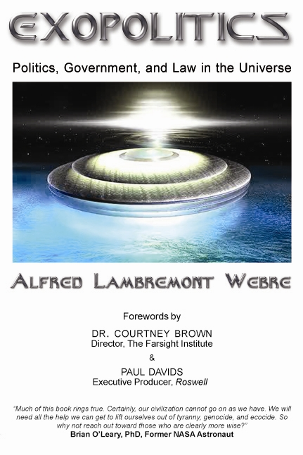 EXOPOLITICS
Politics, Government, and Law in the Universe
ALFRED LAMBREMONT WEBRE
Forewords by
DR. COURTNEY BROWN
Director, The Farsight Institute
&
PAUL DAVIDS
Executive Producer, Roswell
"Much of this book rings true. Certainly, our civilization cannot go on as we have. We will
need all the help we can get to lift ourselves out of tyranny, genocide, and ecocide. So
why not reach out toward those who are clearly more wise?"
Brian O'Leary, PhD, Former NASA Astronaut